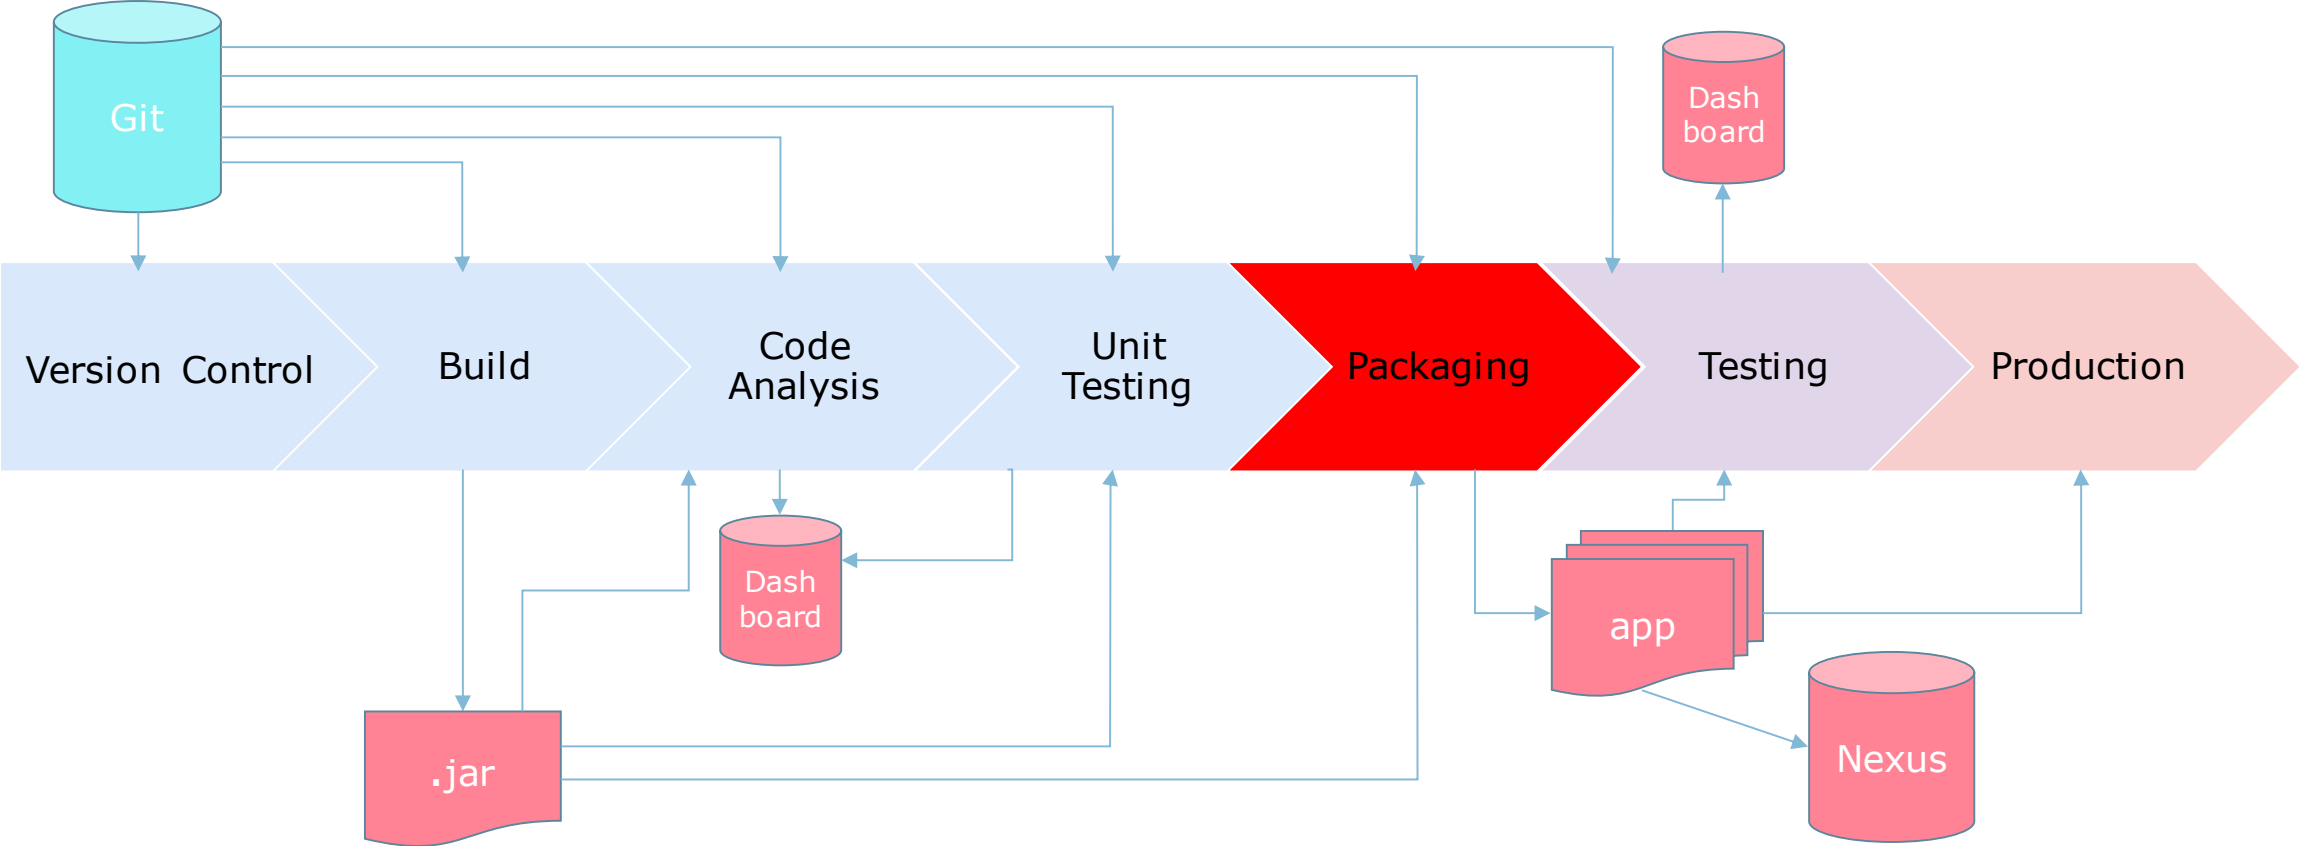 Git
Dash
board
Version Control
Build
Code
Analysis
Unit
Testing
Packaging
Testing
Production
Dash
board
app
.jar
Nexus